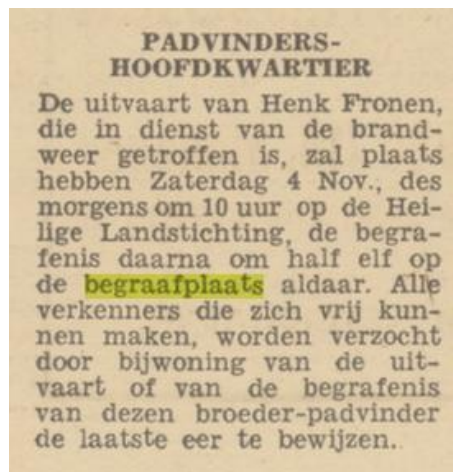 PADVINDERS-
HOOFDKWARTIER
De uitvaart van Henk Fronen,
die in dienst van de brand-
weer getroffen is, zal plaats
hebben Zaterdag 4 Nov., des
morgens om 10 uur op de Hei-
lige Landstichting, de begra-
fenis daarna om half elf op
de begraafplaats aldaar. Alle
verkenners die zich vrij kun-
nen maken, worden verzocht
door bijwoning van de uit-
vaart of van de begrafenis
van dezen broeder-padvinder
de laatste eer te bewijzen.